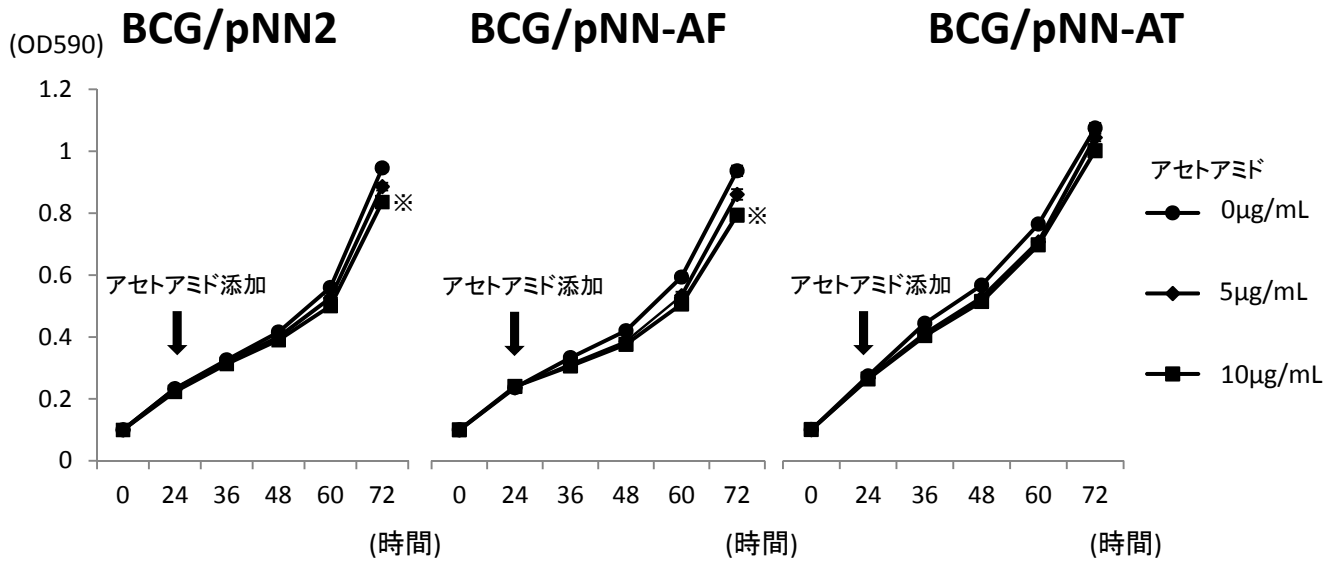 BCG/pNN2 BCG/pNN-AF BCG/pNN-AT
(OD590)
1.2
1
0.8
0.6
0.4
0.2
0
※
※
アセトアミド添加 アセトアミド添加 アセトアミド添加
アセトアミド
0μg/mL
5μg/mL
10μg/mL
0 24 36 48 60 72 0 24 36 48 60 72 0 24 36 48 60 72
(時間) (時間) (時間)